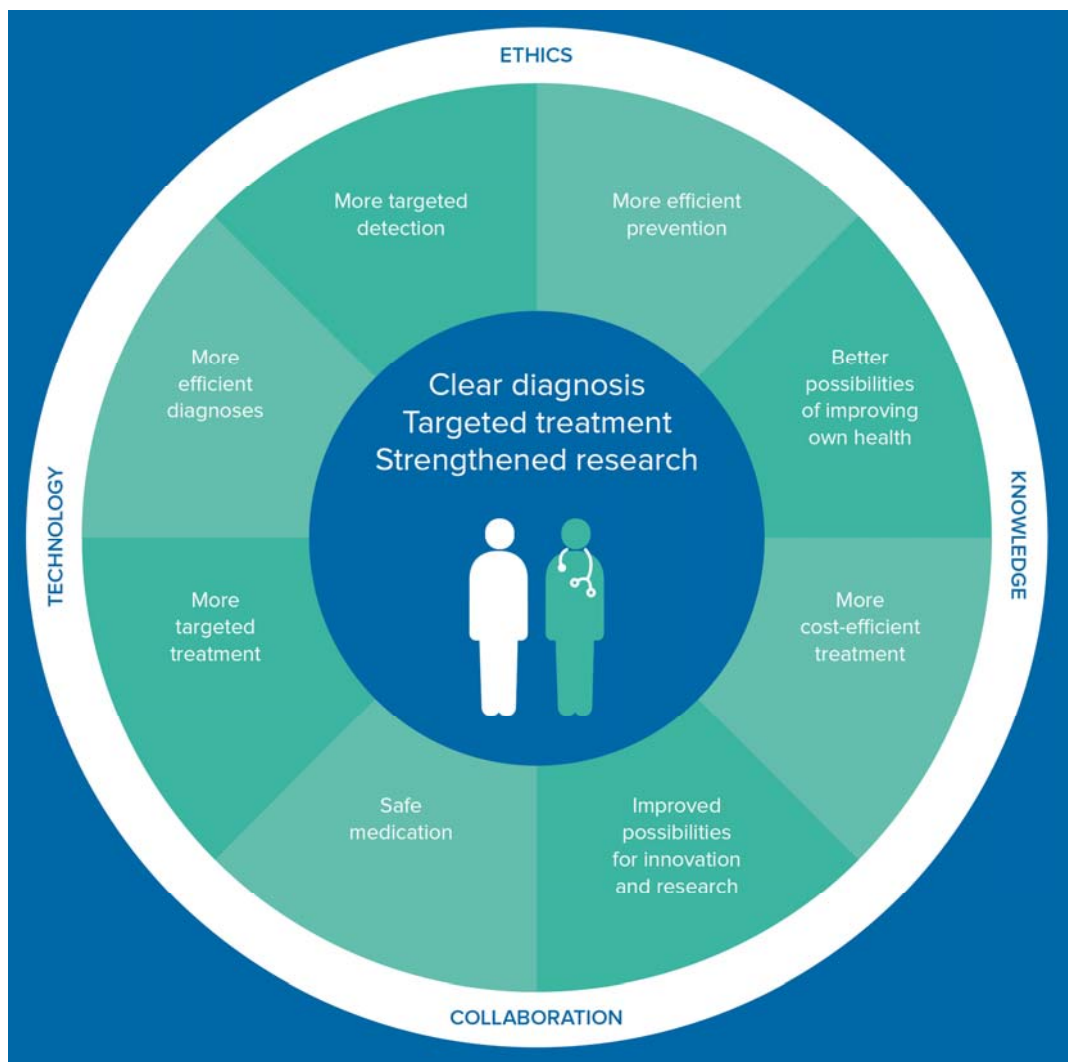 ETHICS
More targeted
detection
More efficient
prevention
More
efficient
diagnoses
Better
possibilities
of improving
own health
Clear diagnosis
Targeted treatment
Strengthened research
TECHNOLOGY
KNOWLEDGE
More
targeted
treatment
More
cost-efficient
treatment
Safe
medication
Improved
possibilities
for innovation
and research
COLLABORATION